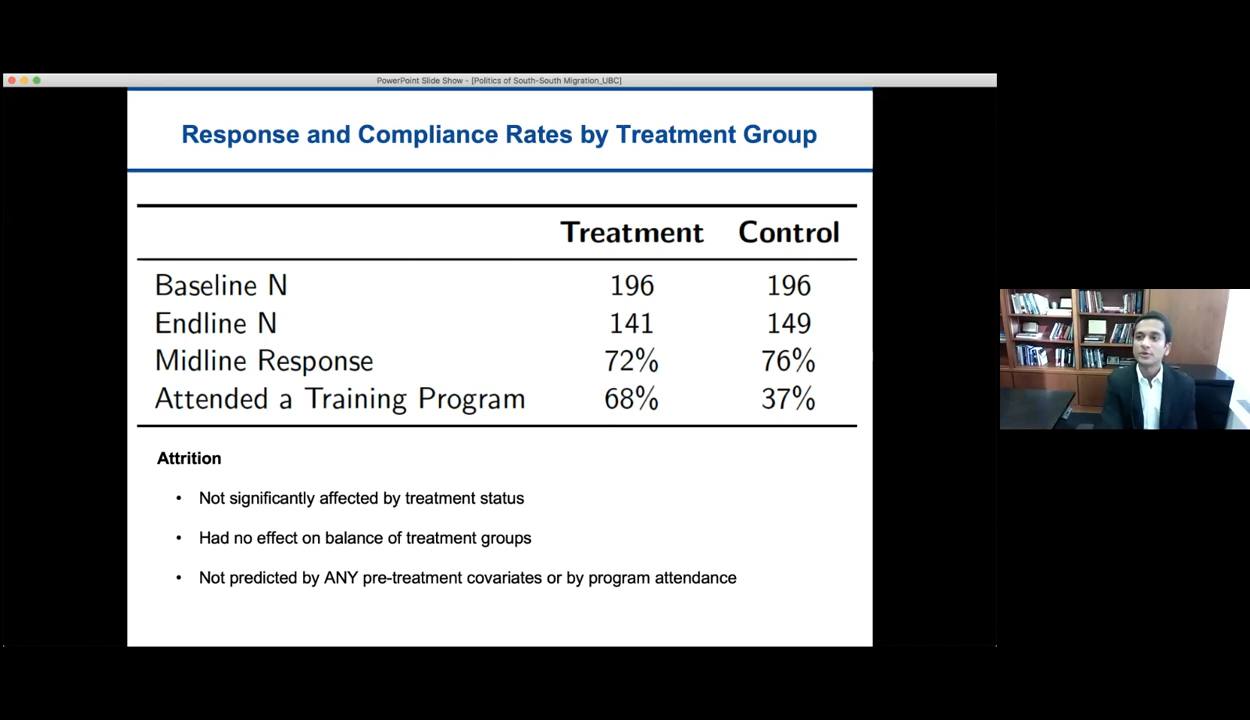 PowerPoint Slide Show - [Politics of South-South Migration_UBC]
Response and Compliance Rates by Treatment Group
Treatment Control
Baseline N 196 196
Endline N 141 149
Midline Response 72% 76%
Attended a Training Program 68% 37%
Attrition
• Not significantly affected by treatment status
• Had no effect on balance of treatment groups
• Not predicted by ANY pre-treatment covariates or by program attendance